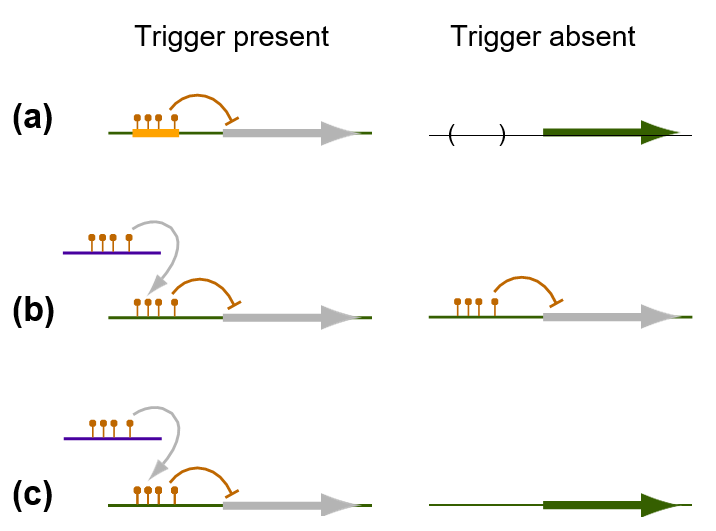 Trigger present Trigger absent
(a)
( )
(b)
(c)